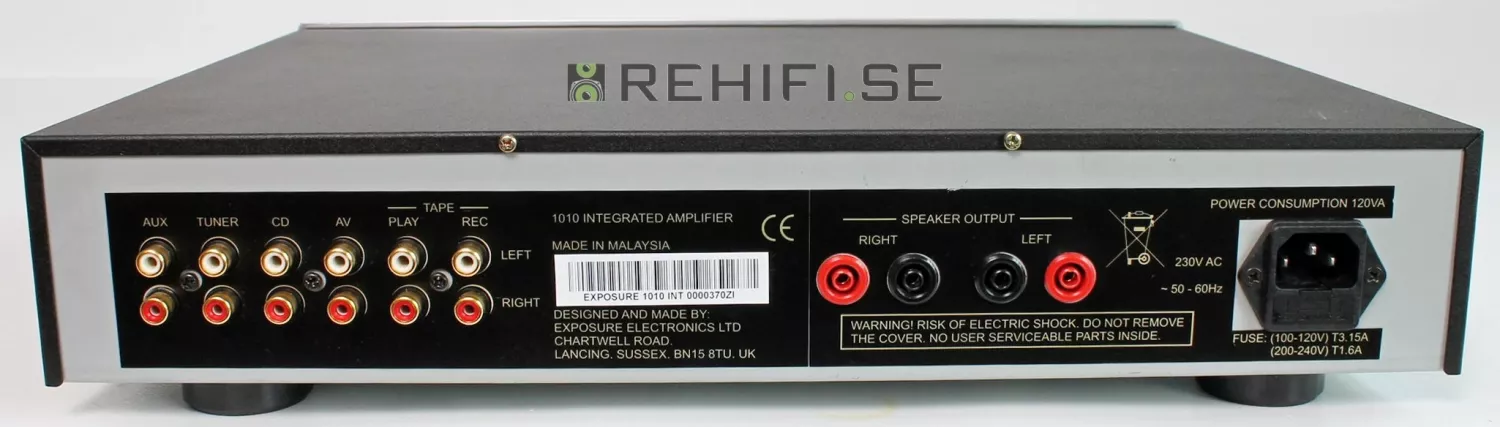 REHIFI.SE
TAPE
AUX TUNER CD AV PLAY REC
LEFT
RIGHT
1010 INTEGRATED AMPLIFIER
CE
MADE IN MALAYSIA
EXPOSURE 1010 INT 0000370ZI
DESIGNED AND MADE BY:
EXPOSURE ELECTRONICS LTD
CHARTWELL ROAD.
LANCING. SUSSEX. BN15 8TU. UK
SPEAKER OUTPUT
RIGHT LEFT
WARNING! RISK OF ELECTRIC SHOCK. DO NOT REMOVE
THE COVER. NO USER SERVICEABLE PARTS INSIDE.
POWER CONSUMPTION 120VA
230V AC
~ 50 - 60Hz
FUSE: (100-120V) T3.15A
(200-240V) T1.6A